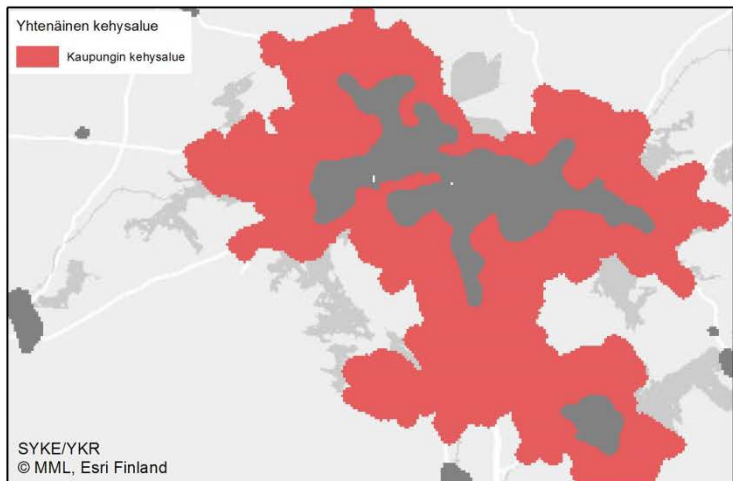 Yhtenäinen kehysalue
Kaupungin kehysalue
SYKE/YKR
© MML, Esri Finland